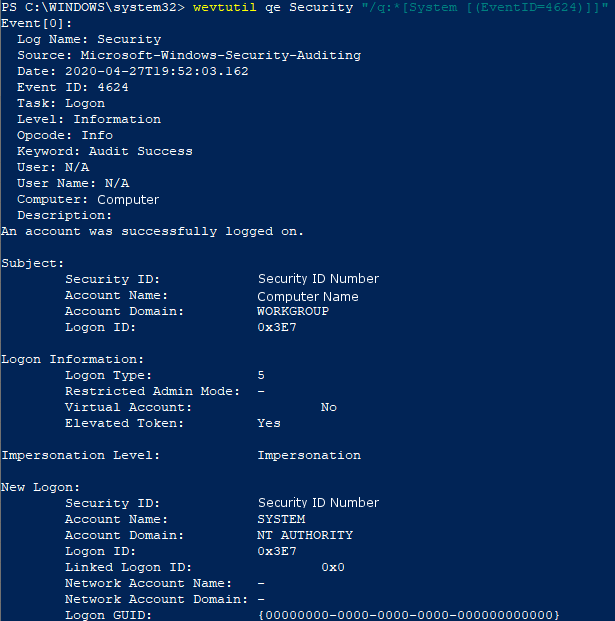 PS C:\WINDOWS\system32> wevtutil qe Security "/q:*[System [(EventID=4624)]]"
Event[0]:
  Log Name: Security
  Source: Microsoft-Windows-Security-Auditing
  Date: 2020-04-27T19:52:03.162
  Event ID: 4624
  Task: Logon
  Level: Information
  Opcode: Info
  Keyword: Audit Success
  User: N/A
  User Name: N/A
  Computer: Computer
  Description:
An account was successfully logged on.

Subject:
        Security ID:            Security ID Number
        Account Name:           Computer Name
        Account Domain:         WORKGROUP
        Logon ID:               0x3E7

Logon Information:
        Logon Type:             5
        Restricted Admin Mode:  -
        Virtual Account:                No
        Elevated Token:         Yes

Impersonation Level:            Impersonation

New Logon:
        Security ID:            Security ID Number
        Account Name:           SYSTEM
        Account Domain:         NT AUTHORITY
        Logon ID:               0x3E7
        Linked Logon ID:                0x0
        Network Account Name:   -
        Network Account Domain: -
        Logon GUID:             {00000000-0000-0000-0000-000000000000}